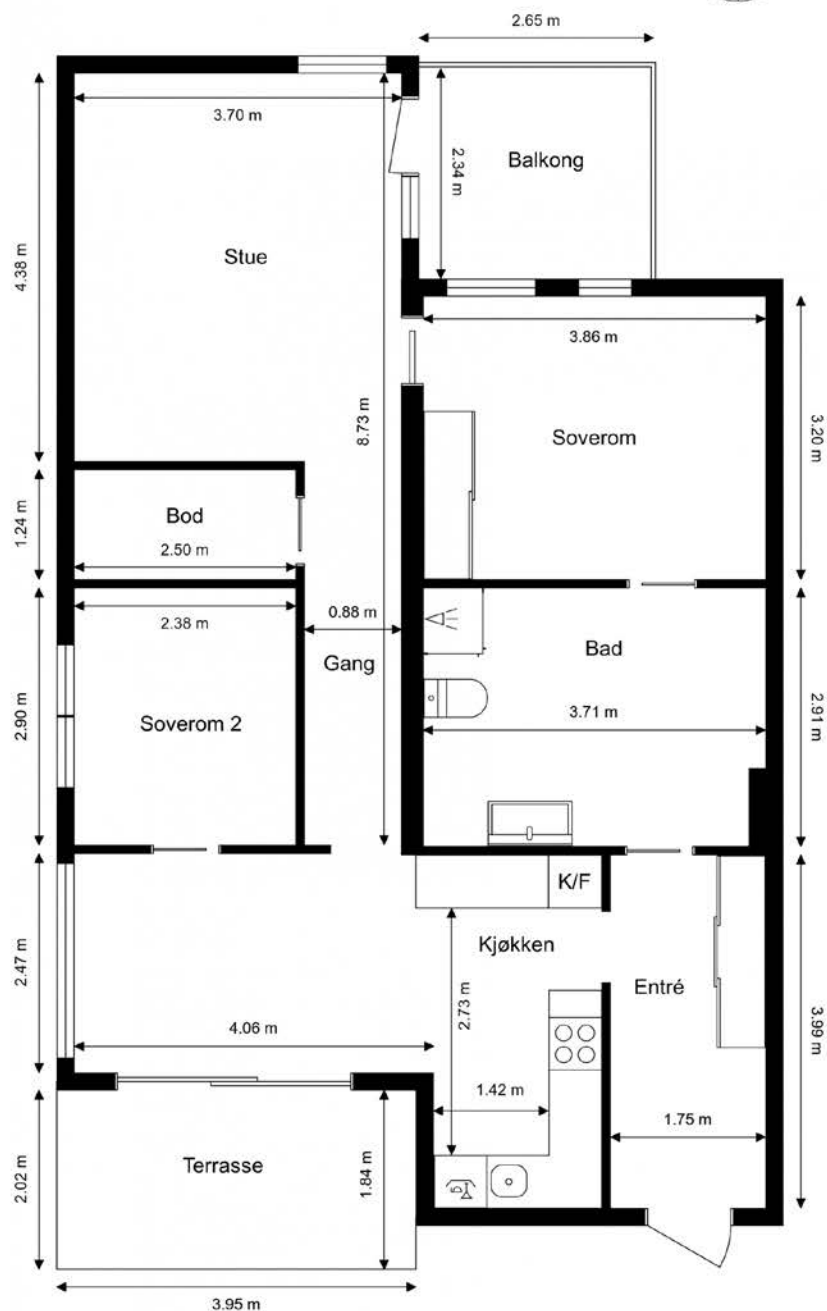 2.65 m
3.70 m
2.34 m
Balkong
4.38 m
Stue
3.86 m
8.73 m
Soverom
3.20 m
1.24 m
Bod
2.50 m
2.38 m
0.88 m
Gang
Bad
2.90 m
Soverom 2
3.71 m
2.91 m
K/F
Kjøkken
2.47 m
2.73 m
Entré
3.99 m
4.06 m
1.42 m
1.75 m
2.02 m
Terrasse
1.84 m
3.95 m